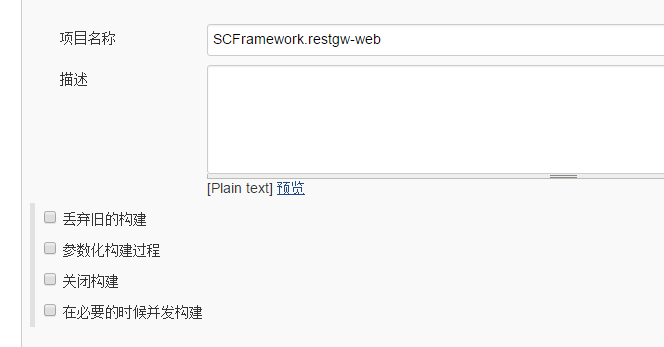 项目名称
SCFramework.restgw-web
描述
[Plain text] 预览
丢弃旧的构建
参数化构建过程
关闭构建
在必要的时候并发构建